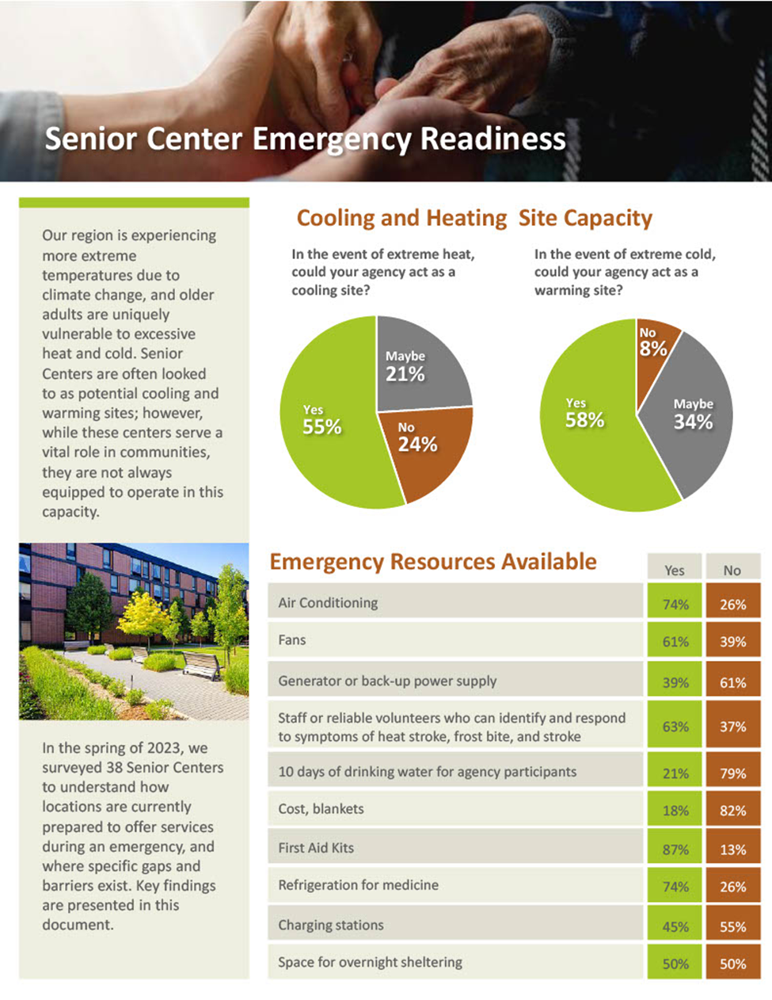 Senior Center Emergency Readiness
Our region is experiencing
more extreme
temperatures due to
climate change, and older
adults are uniquely
vulnerable to excessive
heat and cold. Senior
Centers are often looked
to as potential cooling and
warming sites; however,
while these centers serve a
vital role in communities,
they are not always
equipped to operate in this
capacity.
In the spring of 2023, we
surveyed 38 Senior Centers
to understand how
locations are currently
prepared to offer services
during an emergency, and
where specific gaps and
barriers exist. Key findings
are presented in this
document.
Cooling and Heating Site Capacity
In the event of extreme heat,
could your agency act as a
cooling site?
Maybe
21%
Yes
55%
No
24%
In the event of extreme cold,
could your agency act as a
warming site?
No
8%
Yes
58%
Maybe
34%
Emergency Resources Available Yes No
Air Conditioning 74% 26%
Fans 61% 39%
Generator or back-up power supply 39% 61%
Staff or reliable volunteers who can identify and respond
to symptoms of heat stroke, frost bite, and stroke 63% 37%
10 days of drinking water for agency participants 21% 79%
Cost, blankets 18% 82%
First Aid Kits 87% 13%
Refrigeration for medicine 74% 26%
Charging stations 45% 55%
Space for overnight sheltering 50% 50%